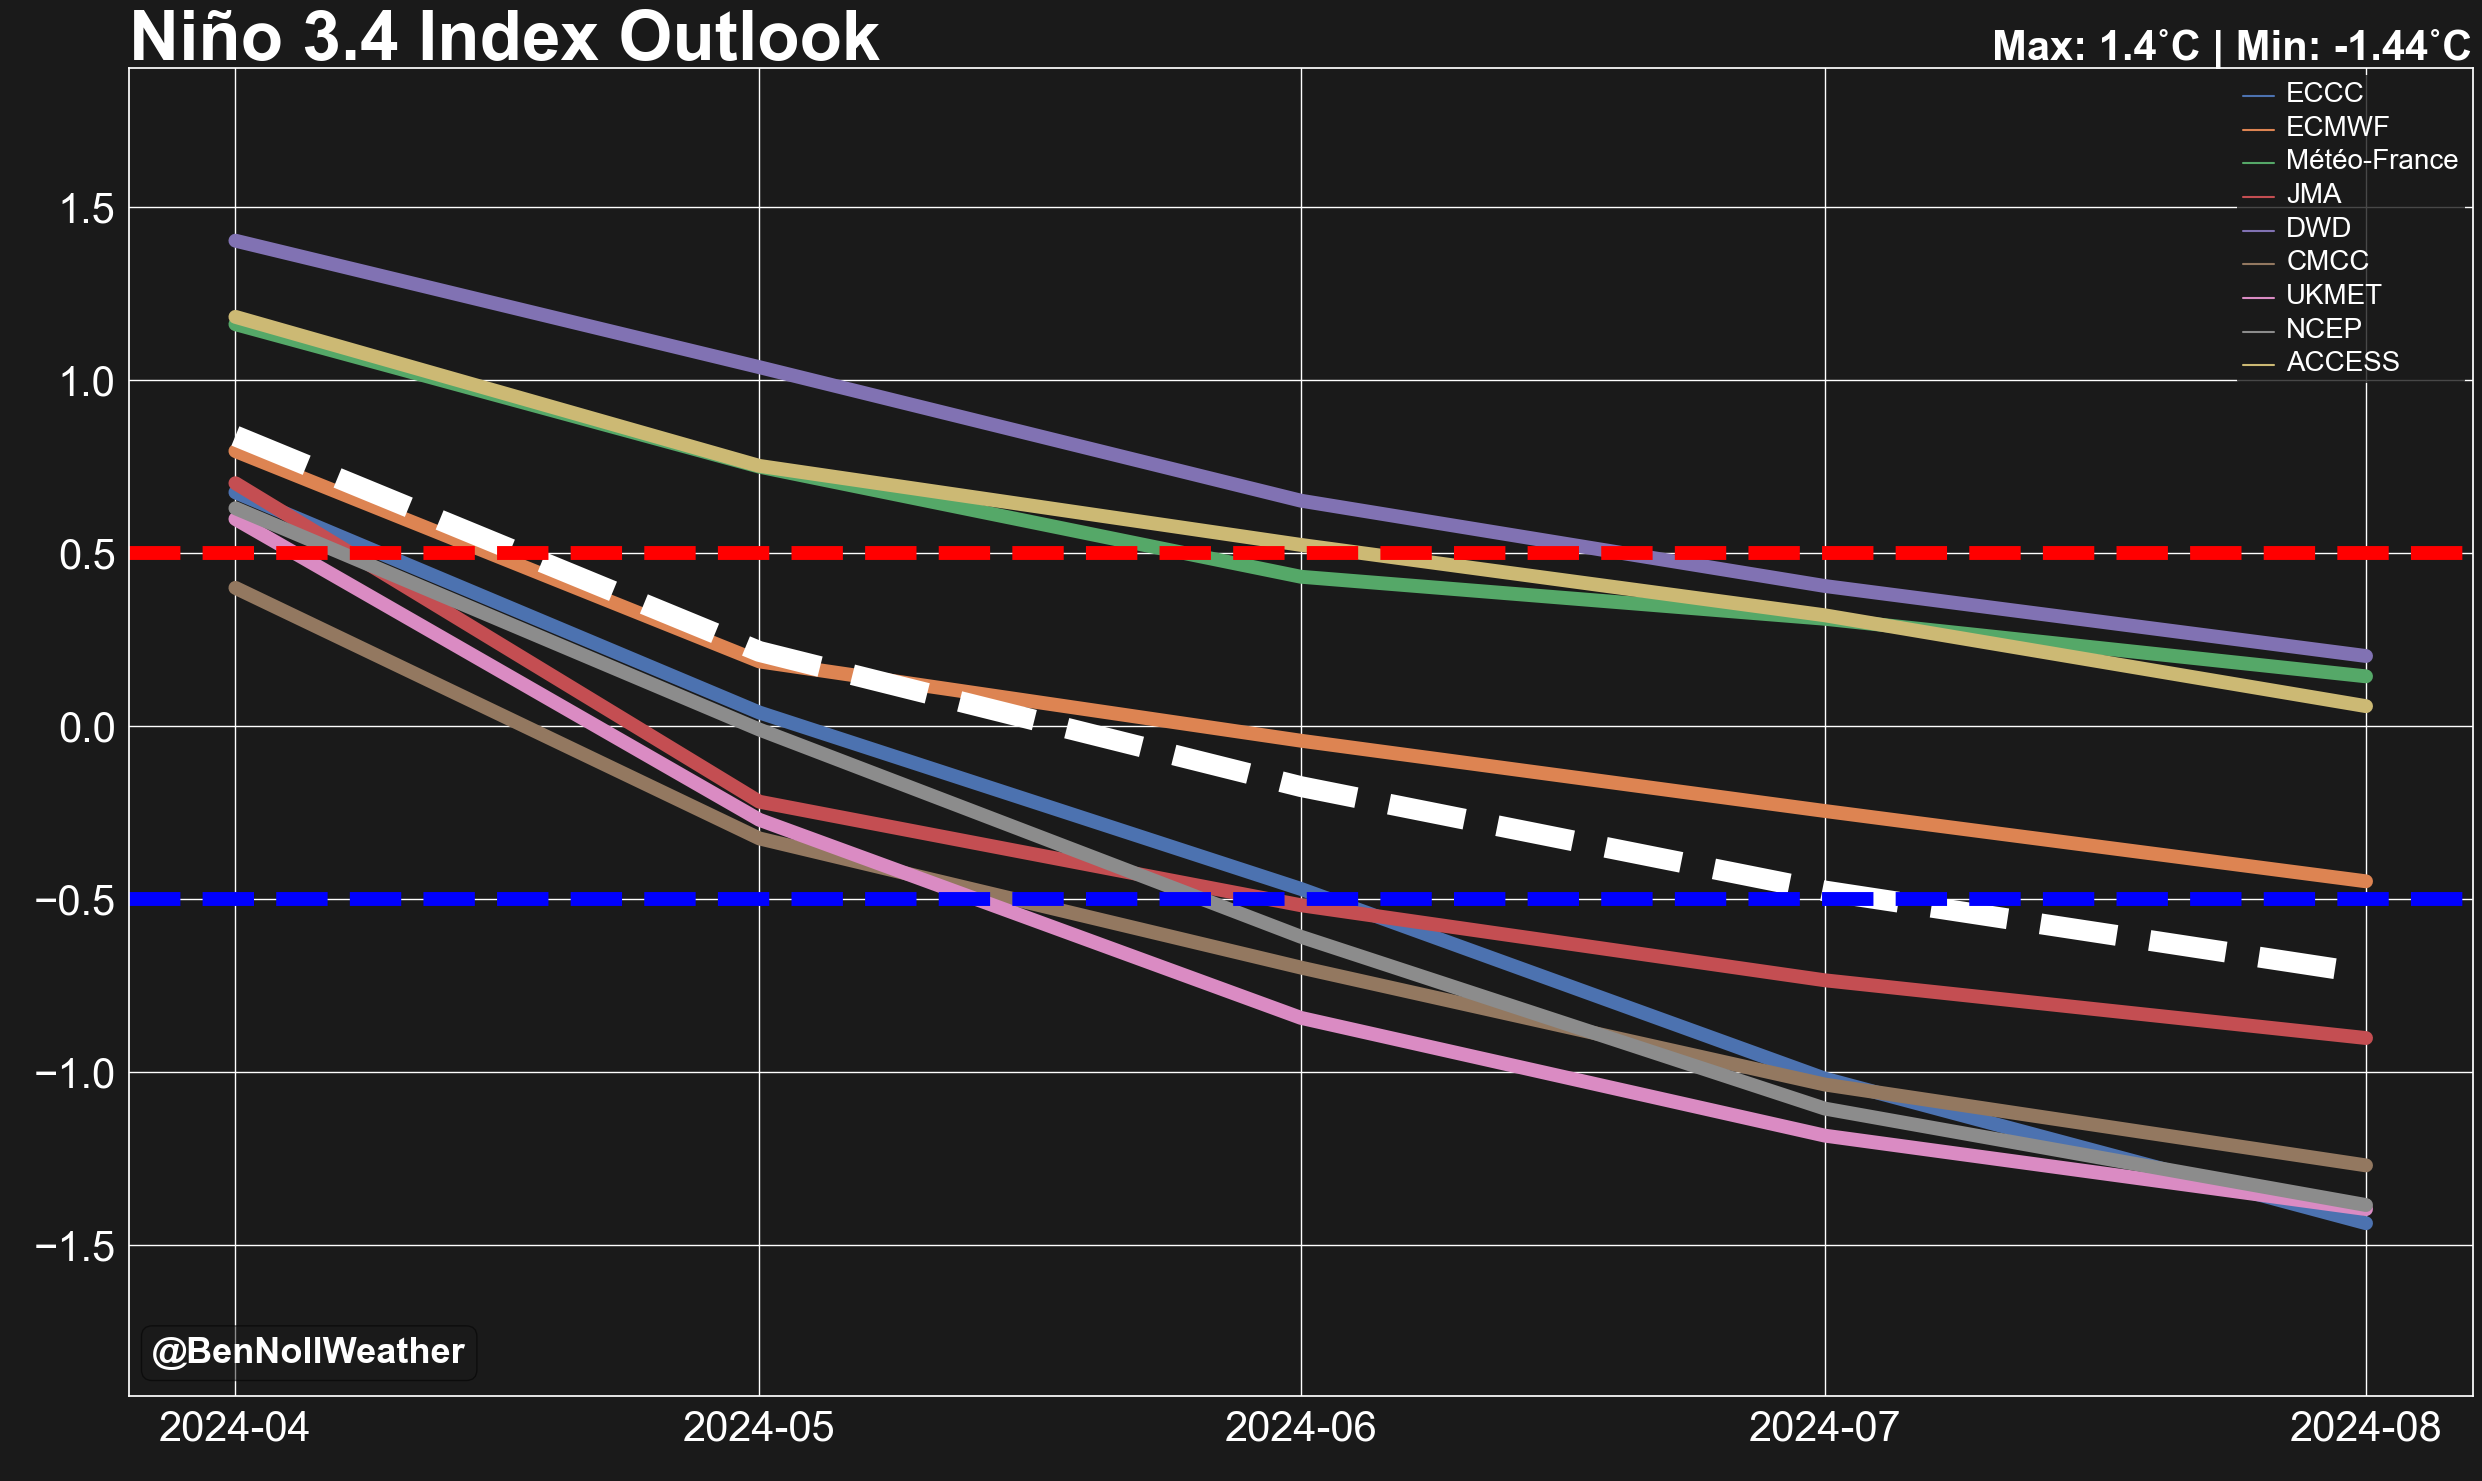 Niño 3.4 Index Outlook
Max: 1.4˚C | Min: -1.44˚C
ECCC
ECMWF
Météo-France
JMA
DWD
CMCC
UKMET
NCEP
ACCESS
1.5
1.0
0.5
0.0
−0.5
−1.0
−1.5
@BenNollWeather
2024-04 2024-05 2024-06 2024-07 2024-08